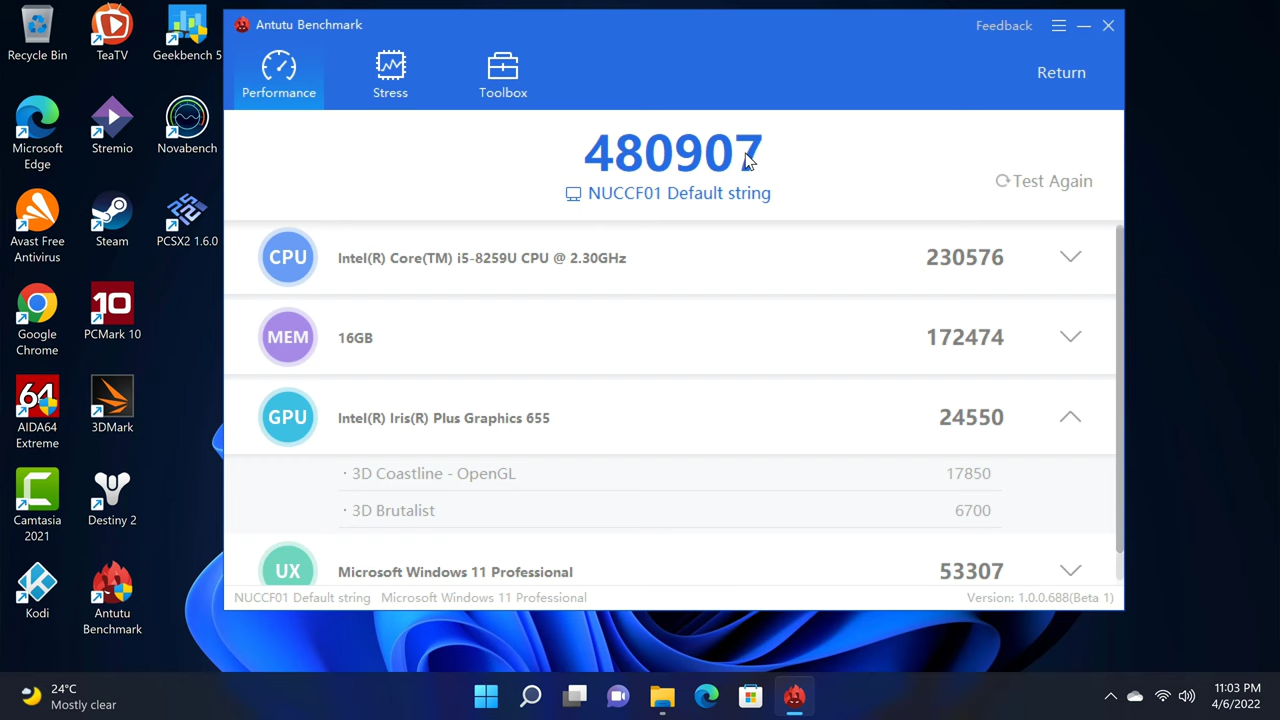 Recycle Bin
TeaTV
Geekbench 5
Microsoft
Edge
Stremio
Novabench
Avast Free
Antivirus
Steam
PCSX2 1.6.0
Google
Chrome
10
PCMark 10
64
AIDA64
Extreme
3DMark
Camtasia
2021
Destiny 2
Kodi
Antutu
Benchmark
Antutu Benchmark
Feedback
Performance
Stress
Toolbox
Return
480907
NUCCF01 Default string
Test Again
CPU Intel(R) Core(TM) i5-8259U CPU @ 2.30GHz 230576
MEM 16GB 172474
GPU Intel(R) Iris(R) Plus Graphics 655 24550
· 3D Coastline - OpenGL 17850
· 3D Brutalist 6700
UX Microsoft Windows 11 Professional 53307
NUCCF01 Default string Microsoft Windows 11 Professional Version: 1.0.0.688(Beta 1)
24°C
Mostly clear
11:03 PM
4/6/2022